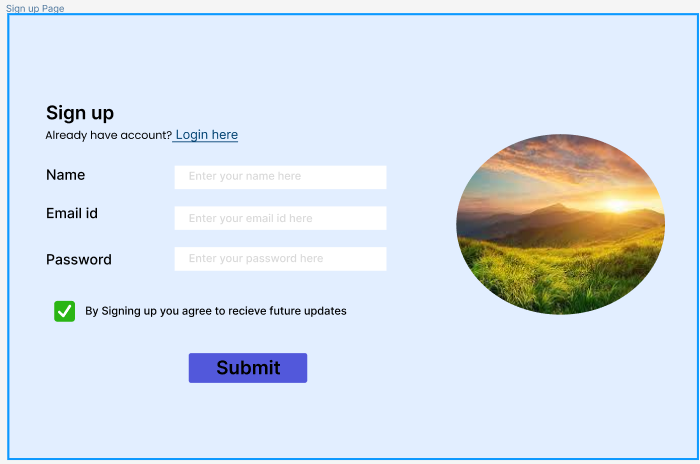 Sign up Page
Sign up
Already have account? Login here
Name
Enter your name here
Email id
Enter your email id here
Password
Enter your password here
By Signing up you agree to recieve future updates
Submit